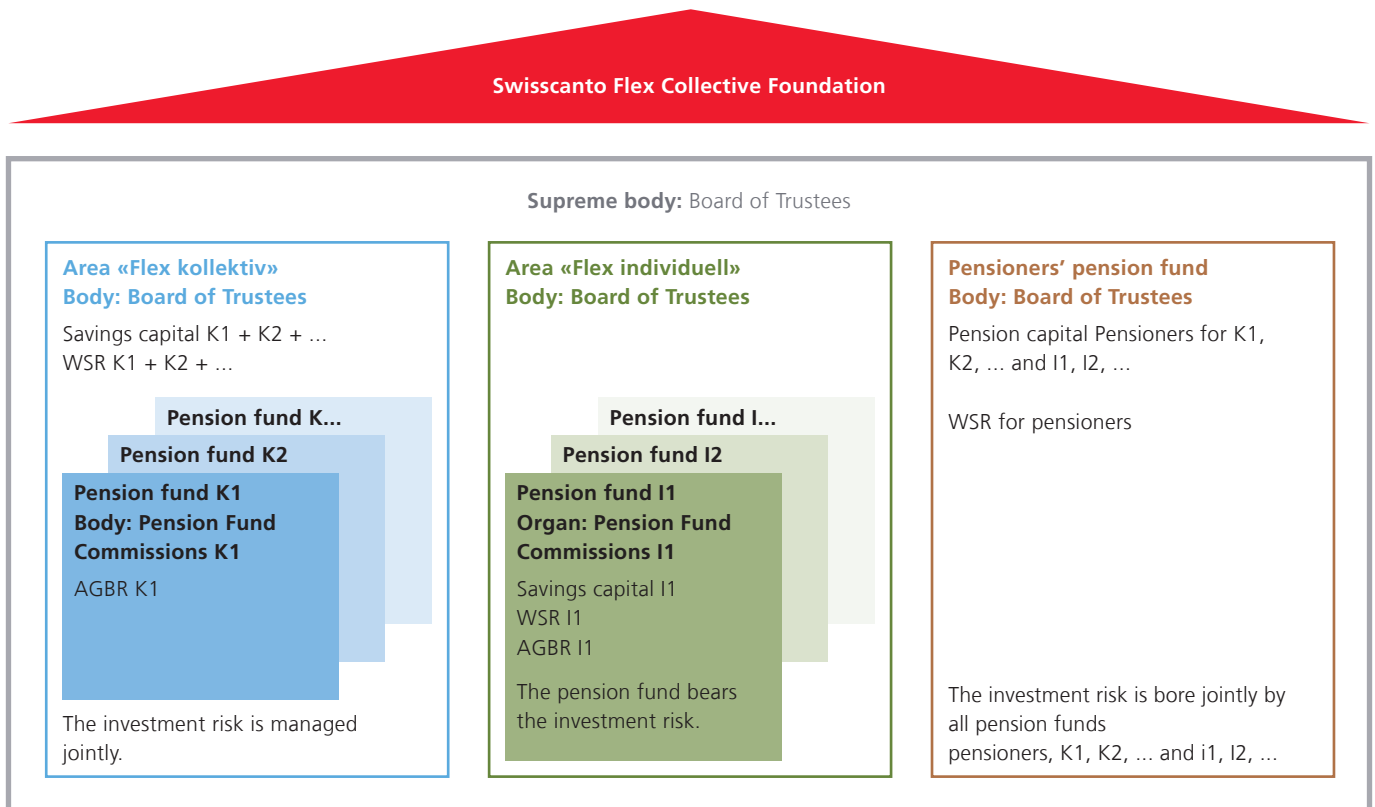 Swisscanto Flex Collective Foundation
Supreme body: Board of Trustees
Area «Flex kollektiv»
Body: Board of Trustees
Savings capital K1 + K2 + ...
WSR K1 + K2 + ...
Pension fund K...
Pension fund K2
Pension fund K1
Body: Pension Fund
Commissions K1
AGBR K1
The investment risk is managed
jointly.
Area «Flex individuell»
Body: Board of Trustees
Pension fund I...
Pension fund I2
Pension fund I1
Organ: Pension Fund
Commissions I1
Savings capital I1
WSR I1
AGBR I1
The pension fund bears
the investment risk.
Pensioners’ pension fund
Body: Board of Trustees
Pension capital Pensioners for K1,
K2, ... and I1, I2, ...
WSR for pensioners
The investment risk is bore jointly by
all pension funds
pensioners, K1, K2, ... and i1, I2, ...